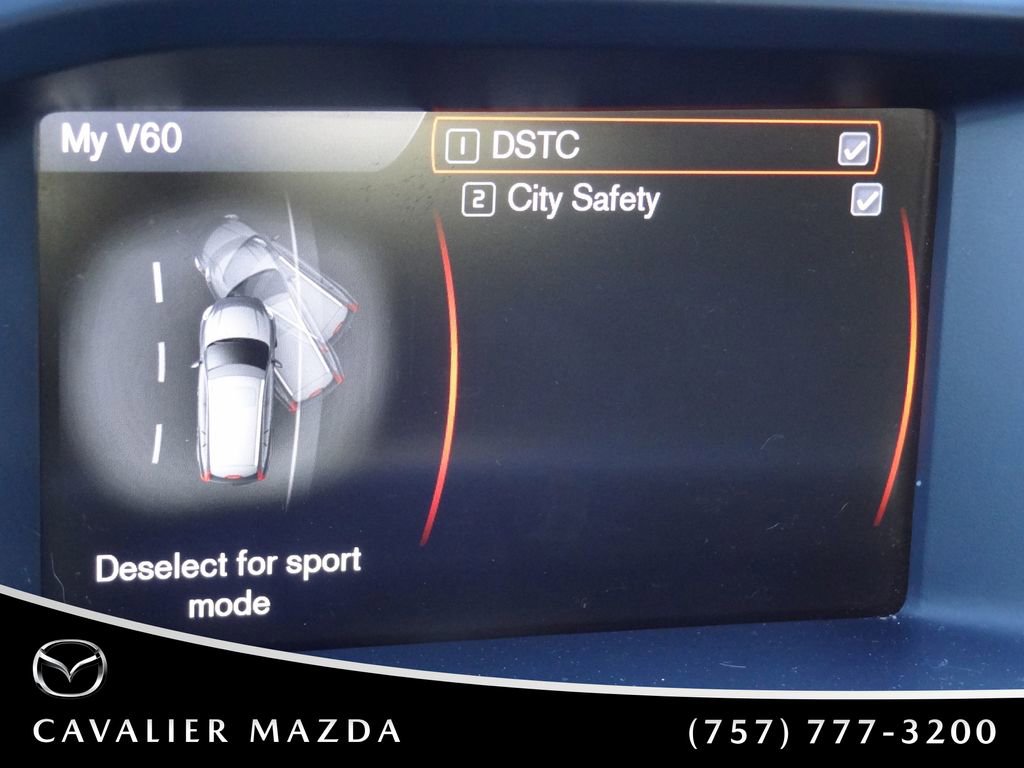 My V60
1 DSTC
2 City Safety
Deselect for sport
mode
CAVALIER MAZDA
(757) 777-3200